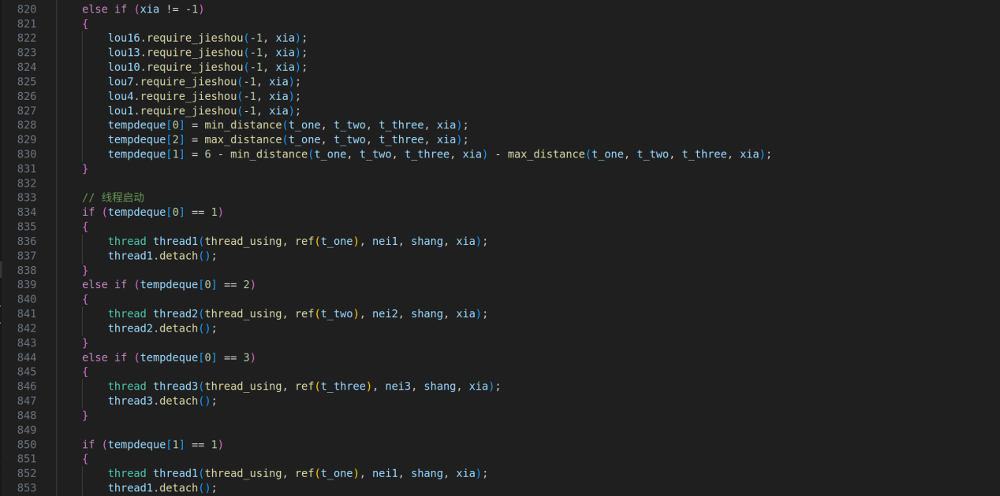 820 else if (xia != -1)
821 {
822 lou16.require_jieshou(-1, xia);
823 lou13.require_jieshou(-1, xia);
824 lou10.require_jieshou(-1, xia);
825 lou7.require_jieshou(-1, xia);
826 lou4.require_jieshou(-1, xia);
827 lou1.require_jieshou(-1, xia);
828 tempdeque[0] = min_distance(t_one, t_two, t_three, xia);
829 tempdeque[2] = max_distance(t_one, t_two, t_three, xia);
830 tempdeque[1] = 6 - min_distance(t_one, t_two, t_three, xia) - max_distance(t_one, t_two, t_three, xia);
831 }
832
833 // 线程启动
834 if (tempdeque[0] == 1)
835 {
836 thread thread1(thread_using, ref(t_one), nei1, shang, xia);
837 thread1.detach();
838 }
839 else if (tempdeque[0] == 2)
840 {
841 thread thread2(thread_using, ref(t_two), nei2, shang, xia);
842 thread2.detach();
843 }
844 else if (tempdeque[0] == 3)
845 {
846 thread thread3(thread_using, ref(t_three), nei3, shang, xia);
847 thread3.detach();
848 }
849
850 if (tempdeque[1] == 1)
851 {
852 thread thread1(thread_using, ref(t_one), nei1, shang, xia);
853 thread1.detach();